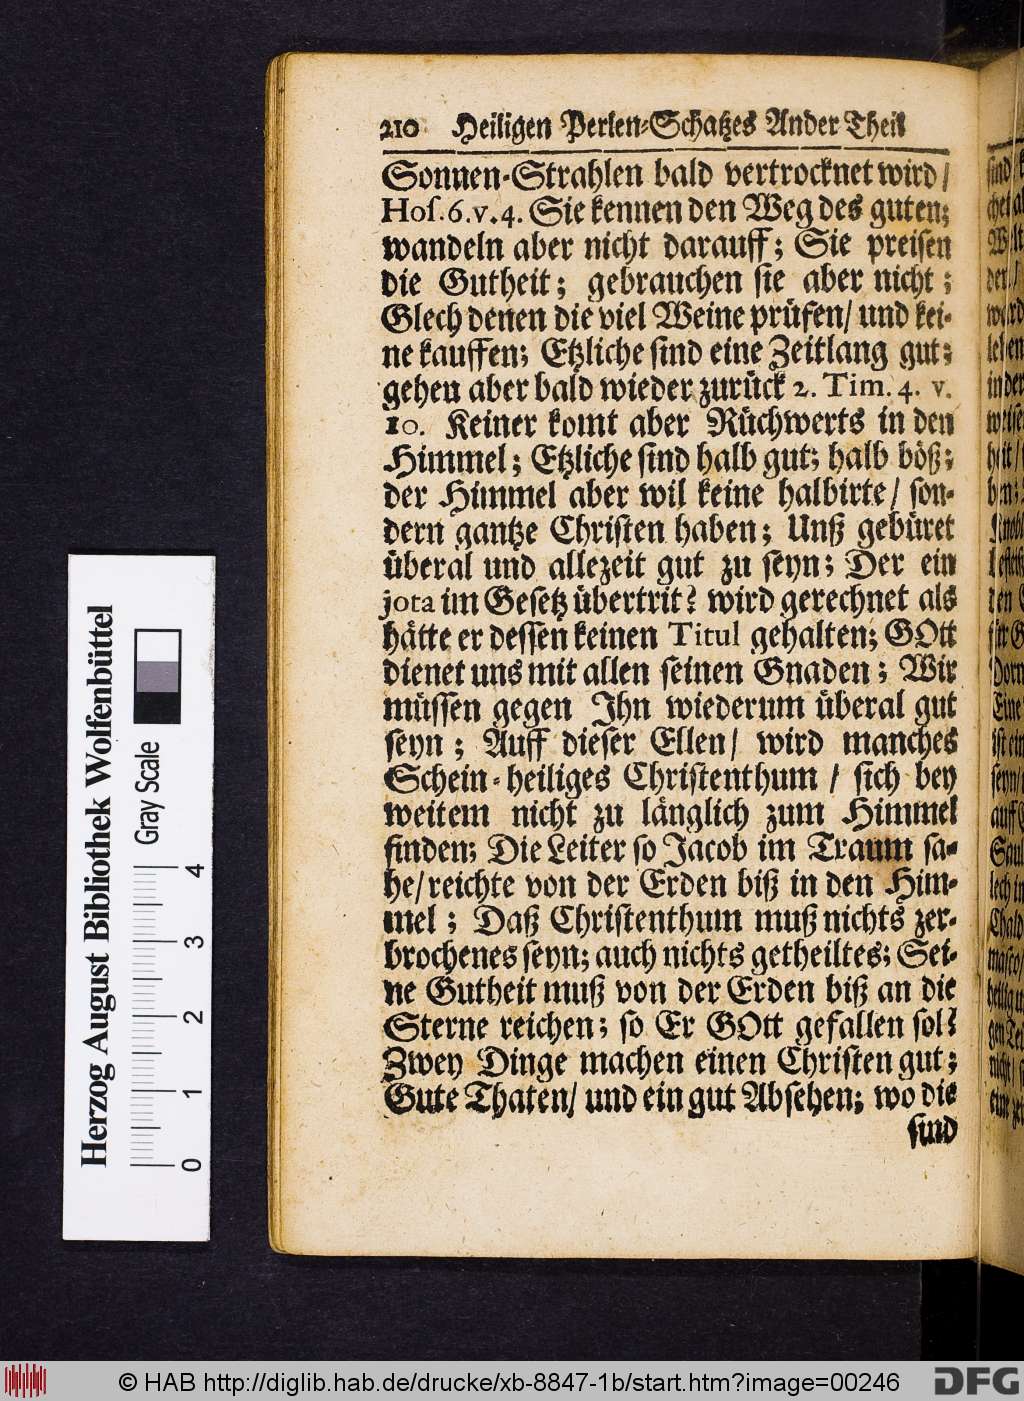 210 Heiligen Perlen-Schatzes Ander Theil
Sonnen-Strahlen bald vertrocknet wird /
Hos. 6. v. 4. Sie kennen den Weg des guten;
wandeln aber nicht darauff; Sie preisen
die Gutheit; gebrauchen sie aber nicht;
Glech denen die viel Weine prüfen/ und kei-
ne kauffen; Etzliche sind eine Zeitlang gut;
gehen aber bald wieder zurück 2. Tim. 4. v.
10. Keiner komt aber Rüchwerts in den
Himmel; Etzliche sind halb gut; halb böß;
der Himmel aber wil keine halbirte/ son-
dern gantze Christen haben; Unß gebüret
überal und allezeit gut zu seyn; Der ein
jota im Gesetz übertrit? wird gerechnet als
hätte er dessen keinen Titul gehalten; GOtt
dienet uns mit allen seinen Gnaden; Wir
müssen gegen Ihn wiederum überal gut
seyn; Auff dieser Ellen/ wird manches
Schein-heiliges Christenthum / sich bey
weitem nicht zu länglich zum Himmel
finden; Die Leiter so Jacob im Traum sa-
he/ reichte von der Erden biß in den Him-
mel; Daß Christenthum muß nichts zer-
brochenes seyn; auch nichts getheiltes; Sei-
ne Gutheit muß von der Erden biß an die
Sterne reichen; so Er GOtt gefallen sol?
Zwey Dinge machen einen Christen gut;
Gute Thaten/ und ein gut Absehen; wo die
sind
Herzog August Bibliothek Wolfenbüttel
Gray Scale
0 1 2 3 4
© HAB http://diglib.hab.de/drucke/xb-8847-1b/start.htm?image=00246
DFG